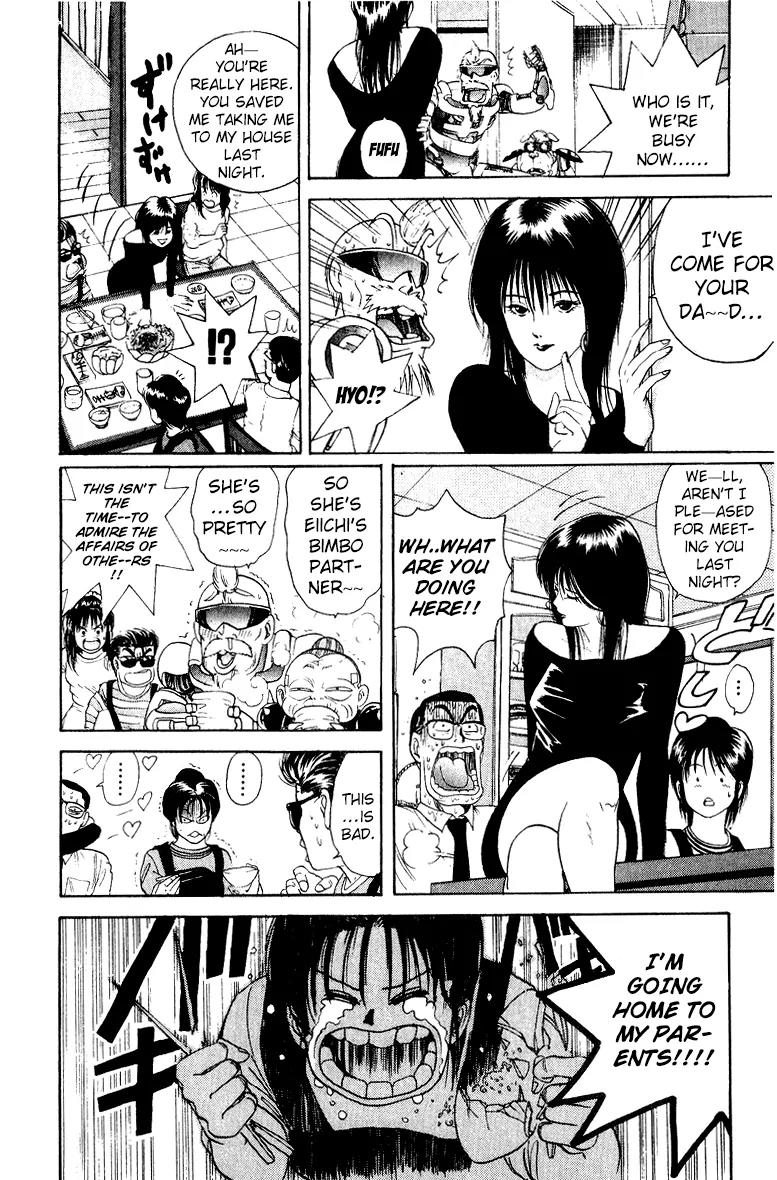 WHO IS IT,
WE'RE
BUSY
NOW......
FUFU
I'VE
COME FOR
YOUR
DA~~D...
HYO!?
AH—
YOU'RE
REALLY HERE.
YOU SAVED
ME TAKING ME
TO MY HOUSE
LAST
NIGHT.
ずけずけ
!?
WE—LL,
AREN'T I
PLE—ASED
FOR MEET-
ING YOU
LAST
NIGHT?
WH..WHAT
ARE YOU
DOING
HERE!!
...
SO
SHE'S
EIICHI'S
BIMBO
PART-
NER~~
SHE'S
...SO
PRETTY
~~~
THIS ISN'T
THE
TIME--TO
ADMIRE THE
AFFAIRS OF
OTHE--RS
!!
THIS
...IS
BAD.
....
....
I'M
GOING
HOME TO
MY PAR-
ENTS!!!!
バキ